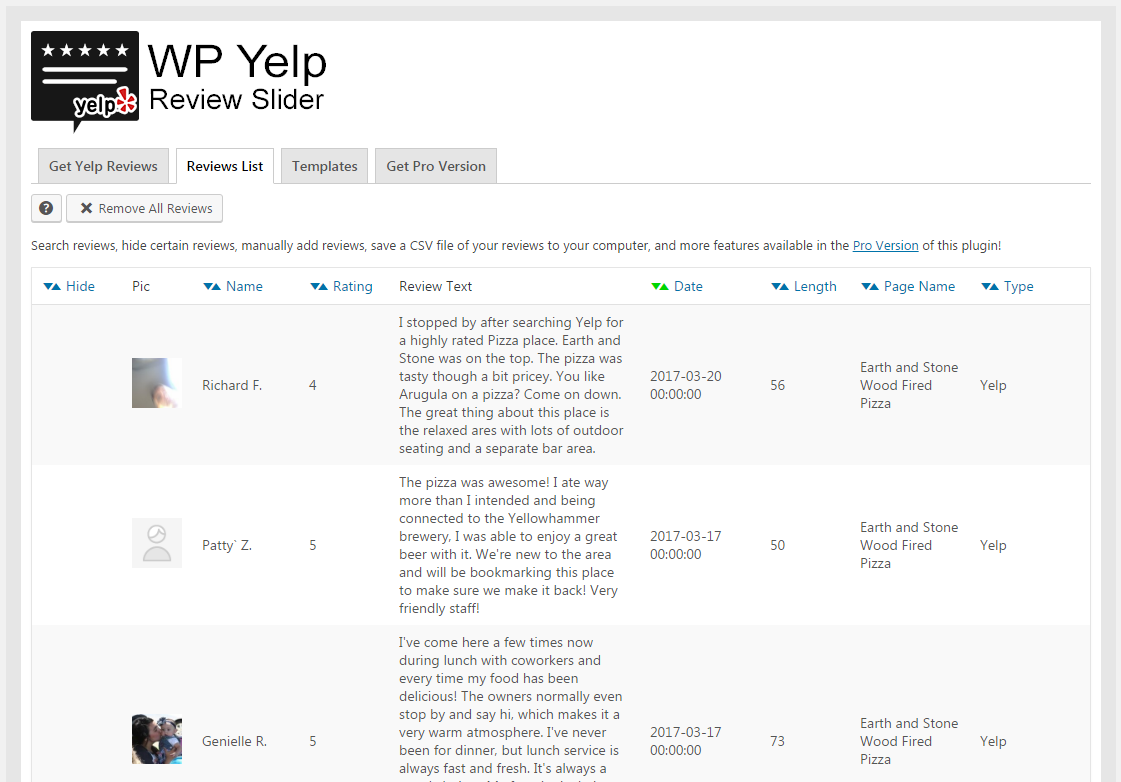 yelp
WP Yelp
Review Slider
Get Yelp Reviews
Reviews List
Templates
Get Pro Version
?
Remove All Reviews
Search reviews, hide certain reviews, manually add reviews, save a CSV file of your reviews to your computer, and more features available in the Pro Version of this plugin!
Hide
Pic
Name
Rating
Review Text
Date
Length
Page Name
Type
Richard F.
4
I stopped by after searching Yelp for
a highly rated Pizza place. Earth and
Stone was on the top. The pizza was
tasty though a bit pricey. You like
Arugula on a pizza? Come on down.
The great thing about this place is
the relaxed ares with lots of outdoor
seating and a separate bar area.
2017-03-20
00:00:00
56
Earth and Stone
Wood Fired
Pizza
Yelp
Patty` Z.
5
The pizza was awesome! I ate way
more than I intended and being
connected to the Yellowhammer
brewery, I was able to enjoy a great
beer with it. We're new to the area
and will be bookmarking this place
to make sure we make it back! Very
friendly staff!
2017-03-17
00:00:00
50
Earth and Stone
Wood Fired
Pizza
Yelp
Genielle R.
5
I've come here a few times now
during lunch with coworkers and
every time my food has been
delicious! The owners normally even
stop by and say hi, which makes it a
very warm atmosphere. I've never
been for dinner, but lunch service is
always fast and fresh. It's always a
2017-03-17
00:00:00
73
Earth and Stone
Wood Fired
Pizza
Yelp